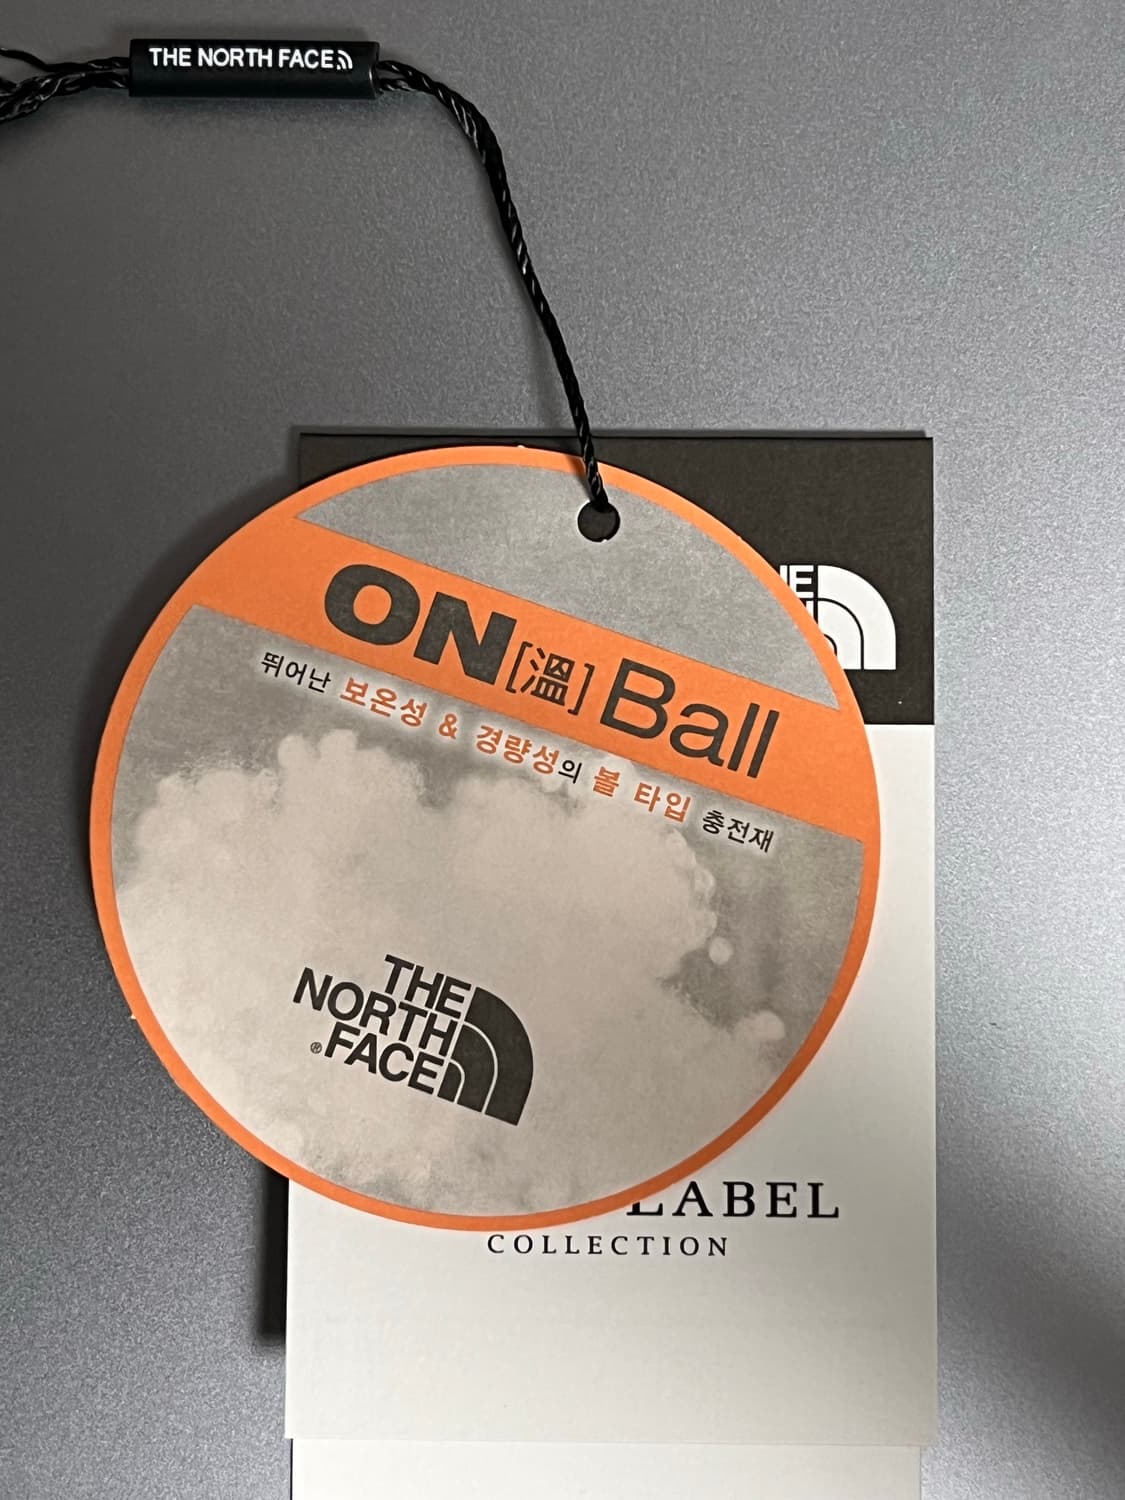 THE NORTH FACE
ON[溫]Ball
뛰어난 보온성 & 경량성의 볼 타입 충전재
THE
NORTH
®FACE
LABEL
COLLECTION